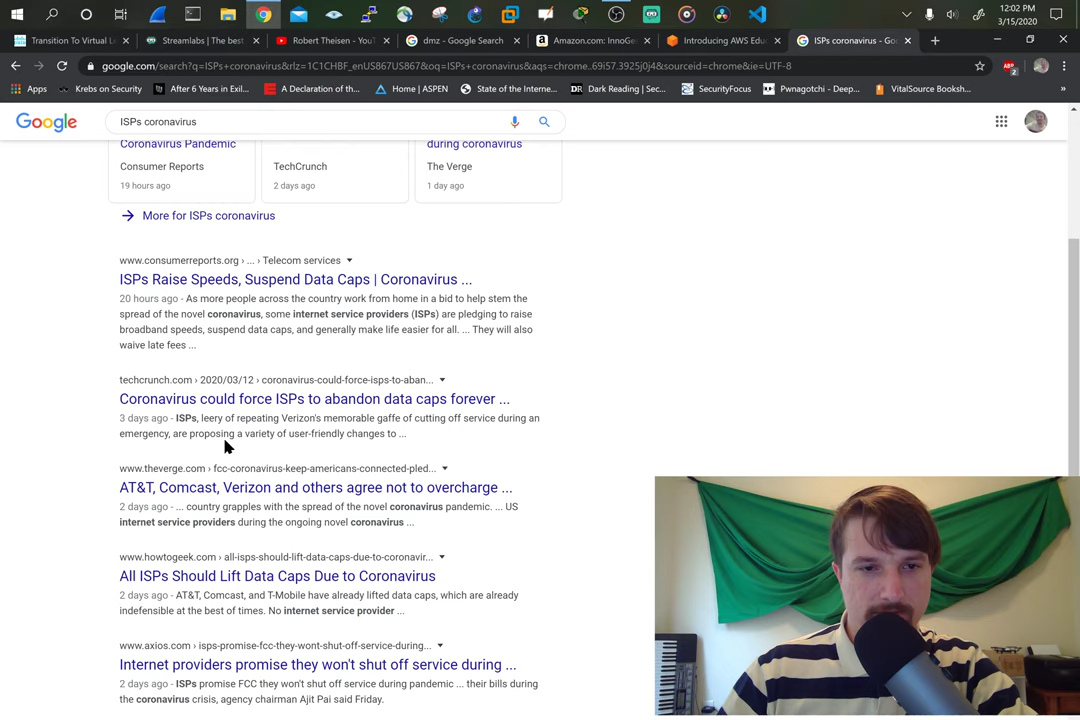 12:02 PM
3/15/2020
Transition To Virtual L
Streamlabs | The best
Robert Theisen - YouT
dmz - Google Search
Amazon.com: InnoGe
Introducing AWS Edu
ISPs coronavirus - Go
google.com/search?q=ISPs+coronavirus&rlz=1C1CHBF_enUS867US867&oq=ISPs+coronavirus&aqs=chrome..69i57.3925j0j4&sourceid=chrome&ie=UTF-8
ABP
2
Apps
Krebs on Security
After 6 Years in Exil...
A Declaration of th...
Home | ASPEN
State of the Interne...
DR Dark Reading | Sec...
SecurityFocus
Pwnagotchi - Deep...
VitalSource Booksh...
»
Google
ISPs coronavirus
Coronavirus Pandemic
during coronavirus
Consumer Reports
TechCrunch
The Verge
19 hours ago
2 days ago
1 day ago
More for ISPs coronavirus
www.consumerreports.org › ... › Telecom services
ISPs Raise Speeds, Suspend Data Caps | Coronavirus ...
20 hours ago - As more people across the country work from home in a bid to help stem the
spread of the novel coronavirus, some internet service providers (ISPs) are pledging to raise
broadband speeds, suspend data caps, and generally make life easier for all. ... They will also
waive late fees ...
techcrunch.com › 2020/03/12 › coronavirus-could-force-isps-to-aban...
Coronavirus could force ISPs to abandon data caps forever ...
3 days ago - ISPs, leery of repeating Verizon's memorable gaffe of cutting off service during an
emergency, are proposing a variety of user-friendly changes to ...
www.theverge.com › fcc-coronavirus-keep-americans-connected-pled...
AT&T, Comcast, Verizon and others agree not to overcharge ...
2 days ago - ... country grapples with the spread of the novel coronavirus pandemic. ... US
internet service providers during the ongoing novel coronavirus ...
www.howtogeek.com › all-isps-should-lift-data-caps-due-to-coronavir...
All ISPs Should Lift Data Caps Due to Coronavirus
2 days ago - AT&T, Comcast, and T-Mobile have already lifted data caps, which are already
indefensible at the best of times. No internet service provider ...
www.axios.com › isps-promise-fcc-they-wont-shut-off-service-during...
Internet providers promise they won't shut off service during ...
2 days ago - ISPs promise FCC they won't shut off service during pandemic ... their bills during
the coronavirus crisis, agency chairman Ajit Pai said Friday.